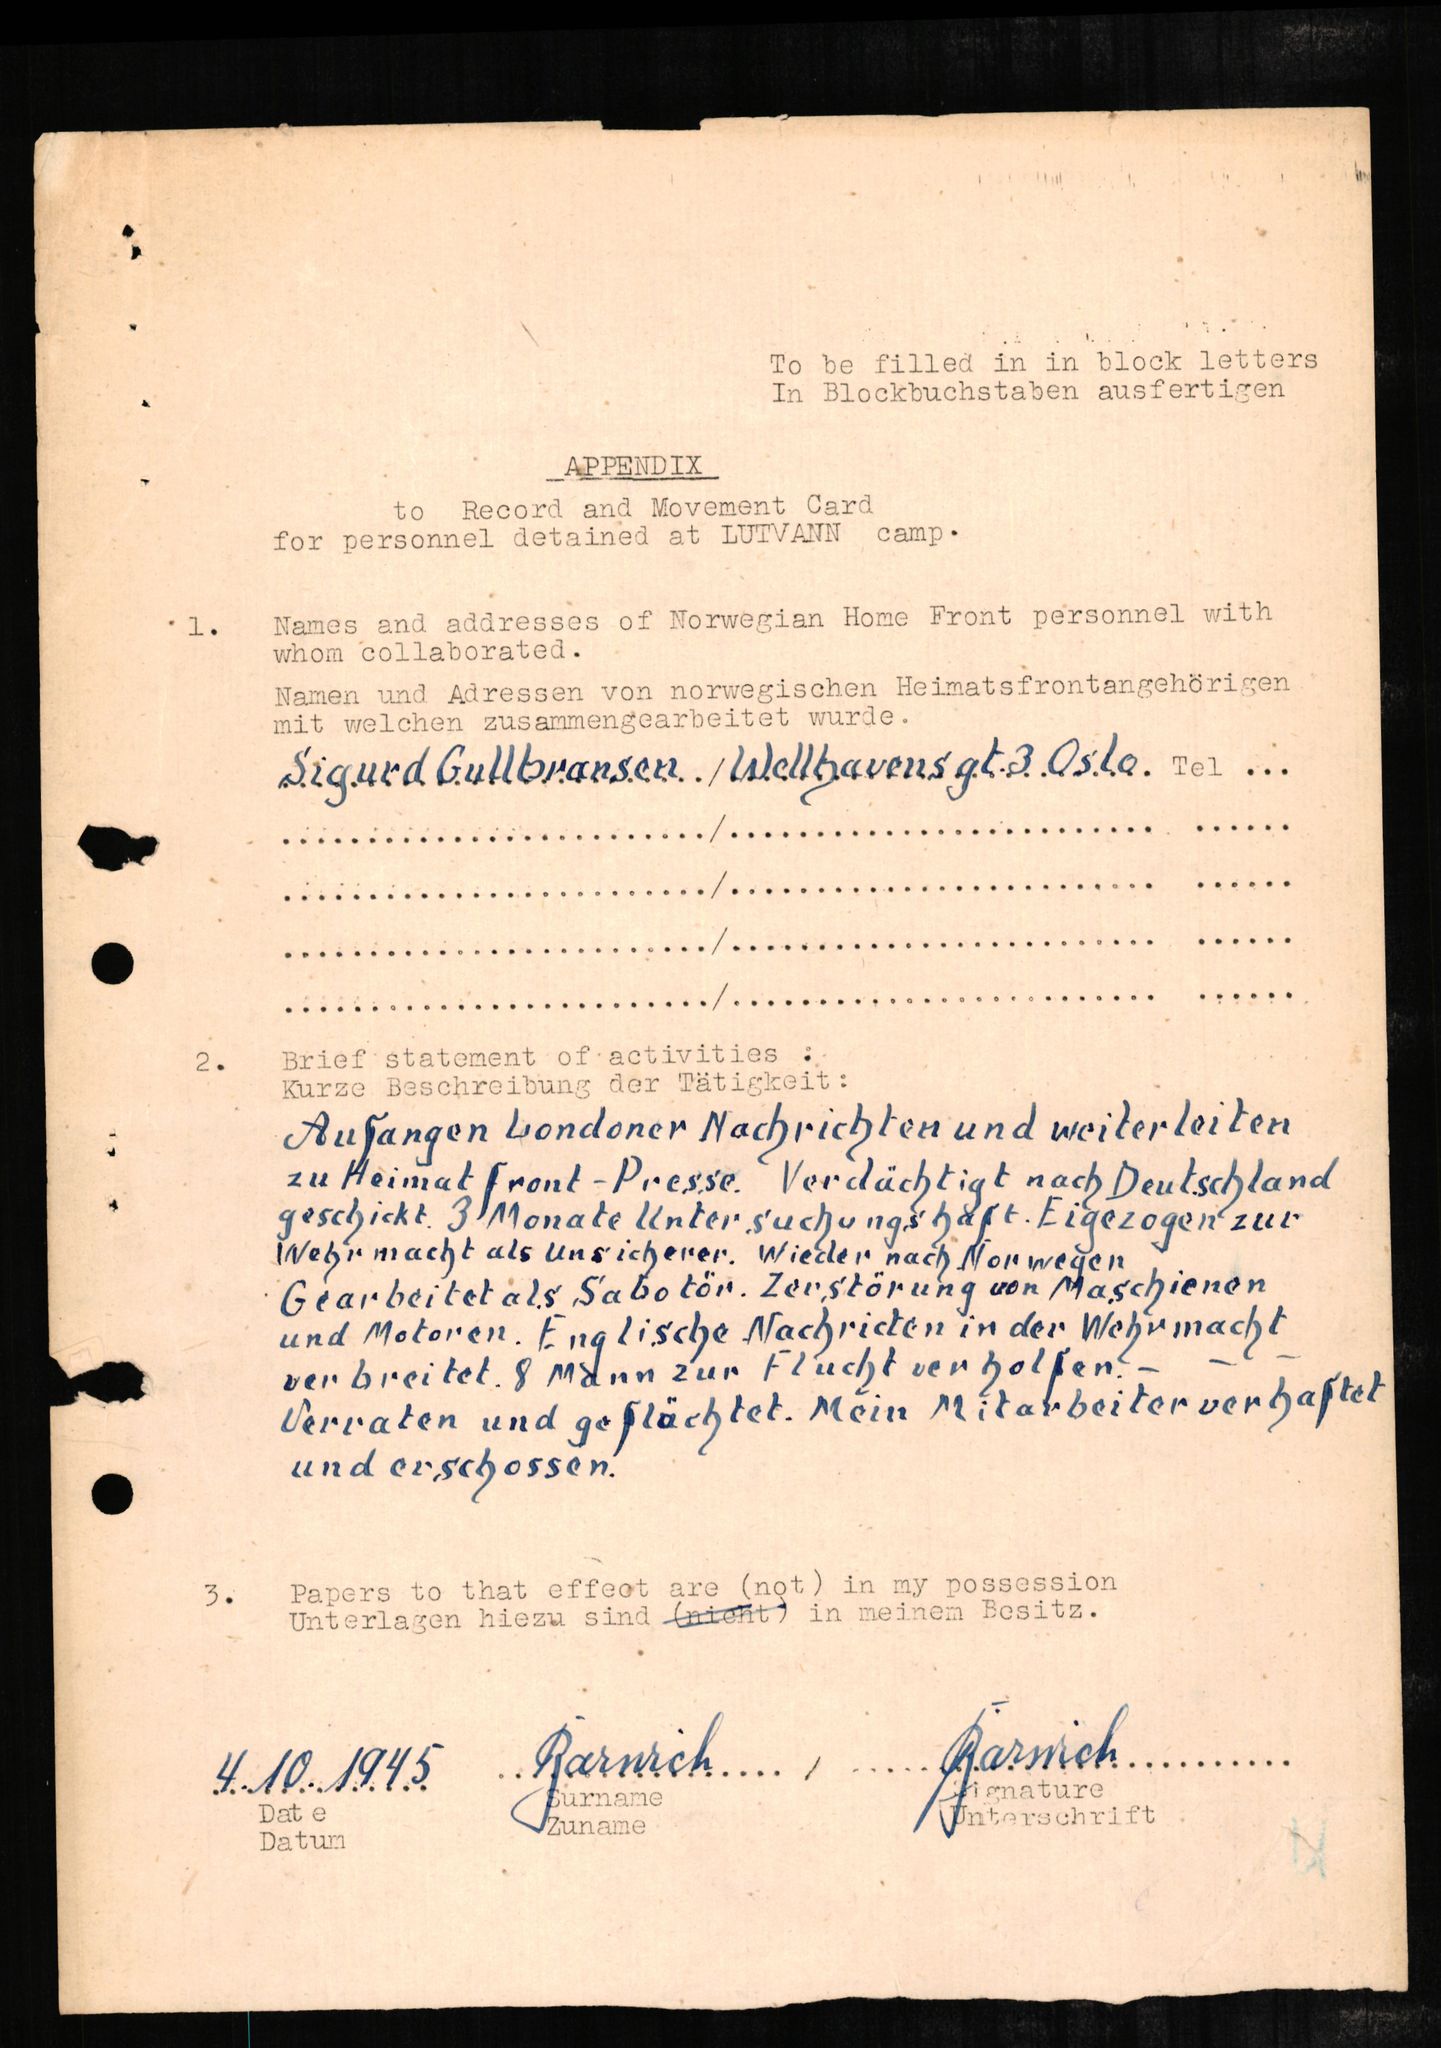 To be filled in in block letters
In Blockbuchstaben ausfertigen
APPENDIX
to Record and Movement Card
for personnel detained at LUTVANN camp.
1. Names and addresses of Norwegian Home Front personnel with
whom collaborated.
Namen und Adressen von norwegischen Heimatsfrontangehörigen
mit welchen zusammengearbeitet wurde.
Sigurd Gullbransen / Wellhavens gt. 3 Oslo. Tel ...
........................./......................... ......
........................./......................... ......
........................./......................... ......
........................./......................... ......
2. Brief statement of activities :
Kurze Beschreibung der Tätigkeit:
Aufangen Londoner Nachrichten und weiterleiten
zu Heimatfront-Presse. Verdächtigt nach Deutschland
geschickt. 3 Monate Untersuchungshaft. Eigezogen zur
Wehrmacht als Unsicherer. Wieder nach Norwegen
Gearbeitet als Sabotör. Zerstörung von Maschienen
und Motoren. Englische Nachricten in der Wehrmacht
verbreitet. 8 Mann zur Flucht verholfen. – – –
Verraten und geflüchtet. Mein Mitarbeiter verhaftet
und erschossen.
3. Papers to that effect are (not) in my possession
Unterlagen hiezu sind (nicht) in meinem Besitz.
4. 10. 1945
Date
Datum
Surname
Zuname
Signature
Unterschrift